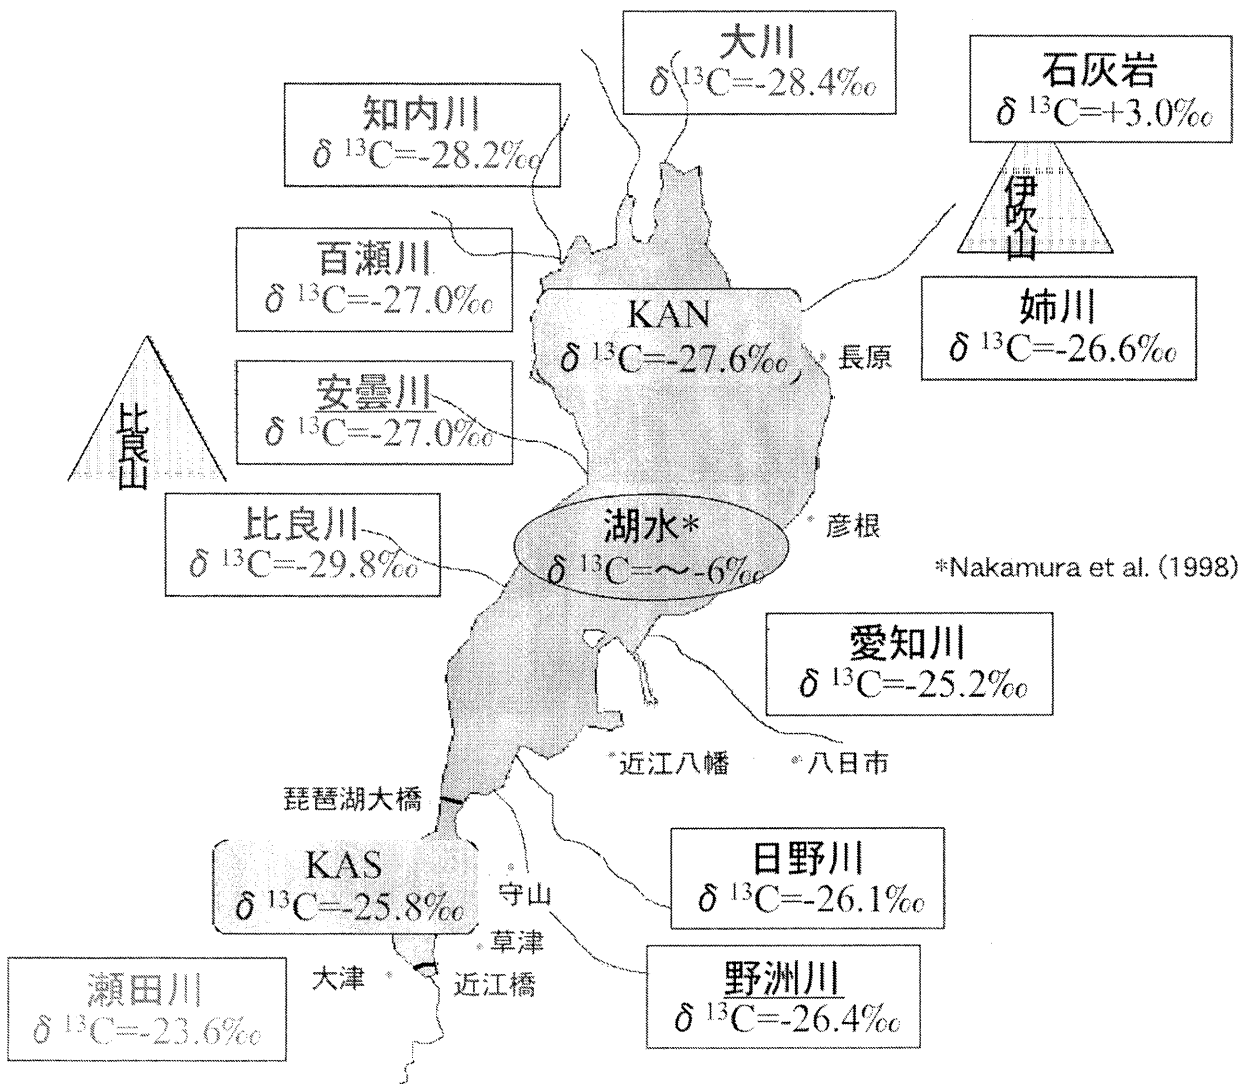 大川
δ ¹³C=-28.4‰
石灰岩
δ ¹³C=+3.0‰
知内川
δ ¹³C=-28.2‰
伊吹山
百瀬川
δ ¹³C=-27.0‰
KAN
δ ¹³C=-27.6‰
長原
姉川
δ ¹³C=-26.6‰
安曇川
δ ¹³C=-27.0‰
比良山
比良川
δ ¹³C=-29.8‰
湖水*
δ ¹³C=～-6‰
彦根
*Nakamura et al. (1998)
愛知川
δ ¹³C=-25.2‰
近江八幡
八日市
琵琶湖大橋
KAS
δ ¹³C=-25.8‰
守山
日野川
δ ¹³C=-26.1‰
草津
大津
近江橋
野洲川
δ ¹³C=-26.4‰
瀬田川
δ ¹³C=-23.6‰